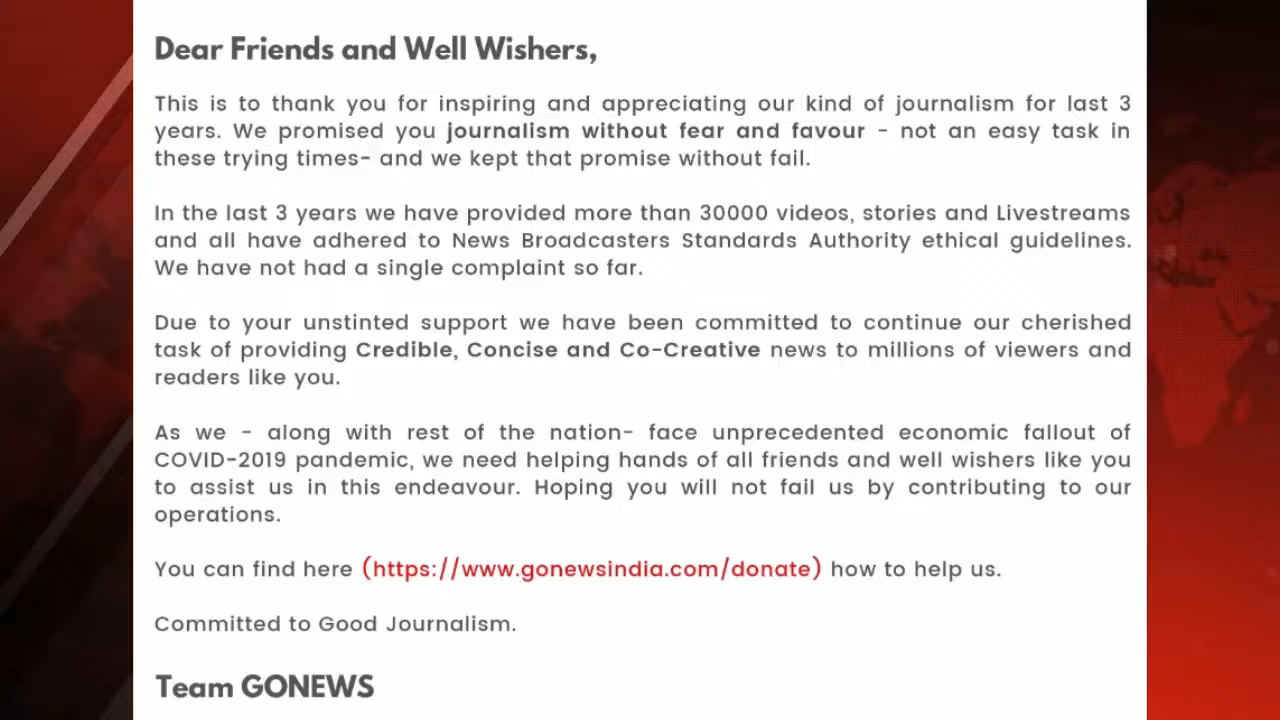 Dear Friends and Well Wishers,
This is to thank you for inspiring and appreciating our kind of journalism for last 3
years. We promised you journalism without fear and favour - not an easy task in
these trying times- and we kept that promise without fail.
In the last 3 years we have provided more than 30000 videos, stories and Livestreams
and all have adhered to News Broadcasters Standards Authority ethical guidelines.
We have not had a single complaint so far.
Due to your unstinted support we have been committed to continue our cherished
task of providing Credible, Concise and Co-Creative news to millions of viewers and
readers like you.
As we - along with rest of the nation- face unprecedented economic fallout of
COVID-2019 pandemic, we need helping hands of all friends and well wishers like you
to assist us in this endeavour. Hoping you will not fail us by contributing to our
operations.
You can find here (https://www.gonewsindia.com/donate) how to help us.
Committed to Good Journalism.
Team GONEWS